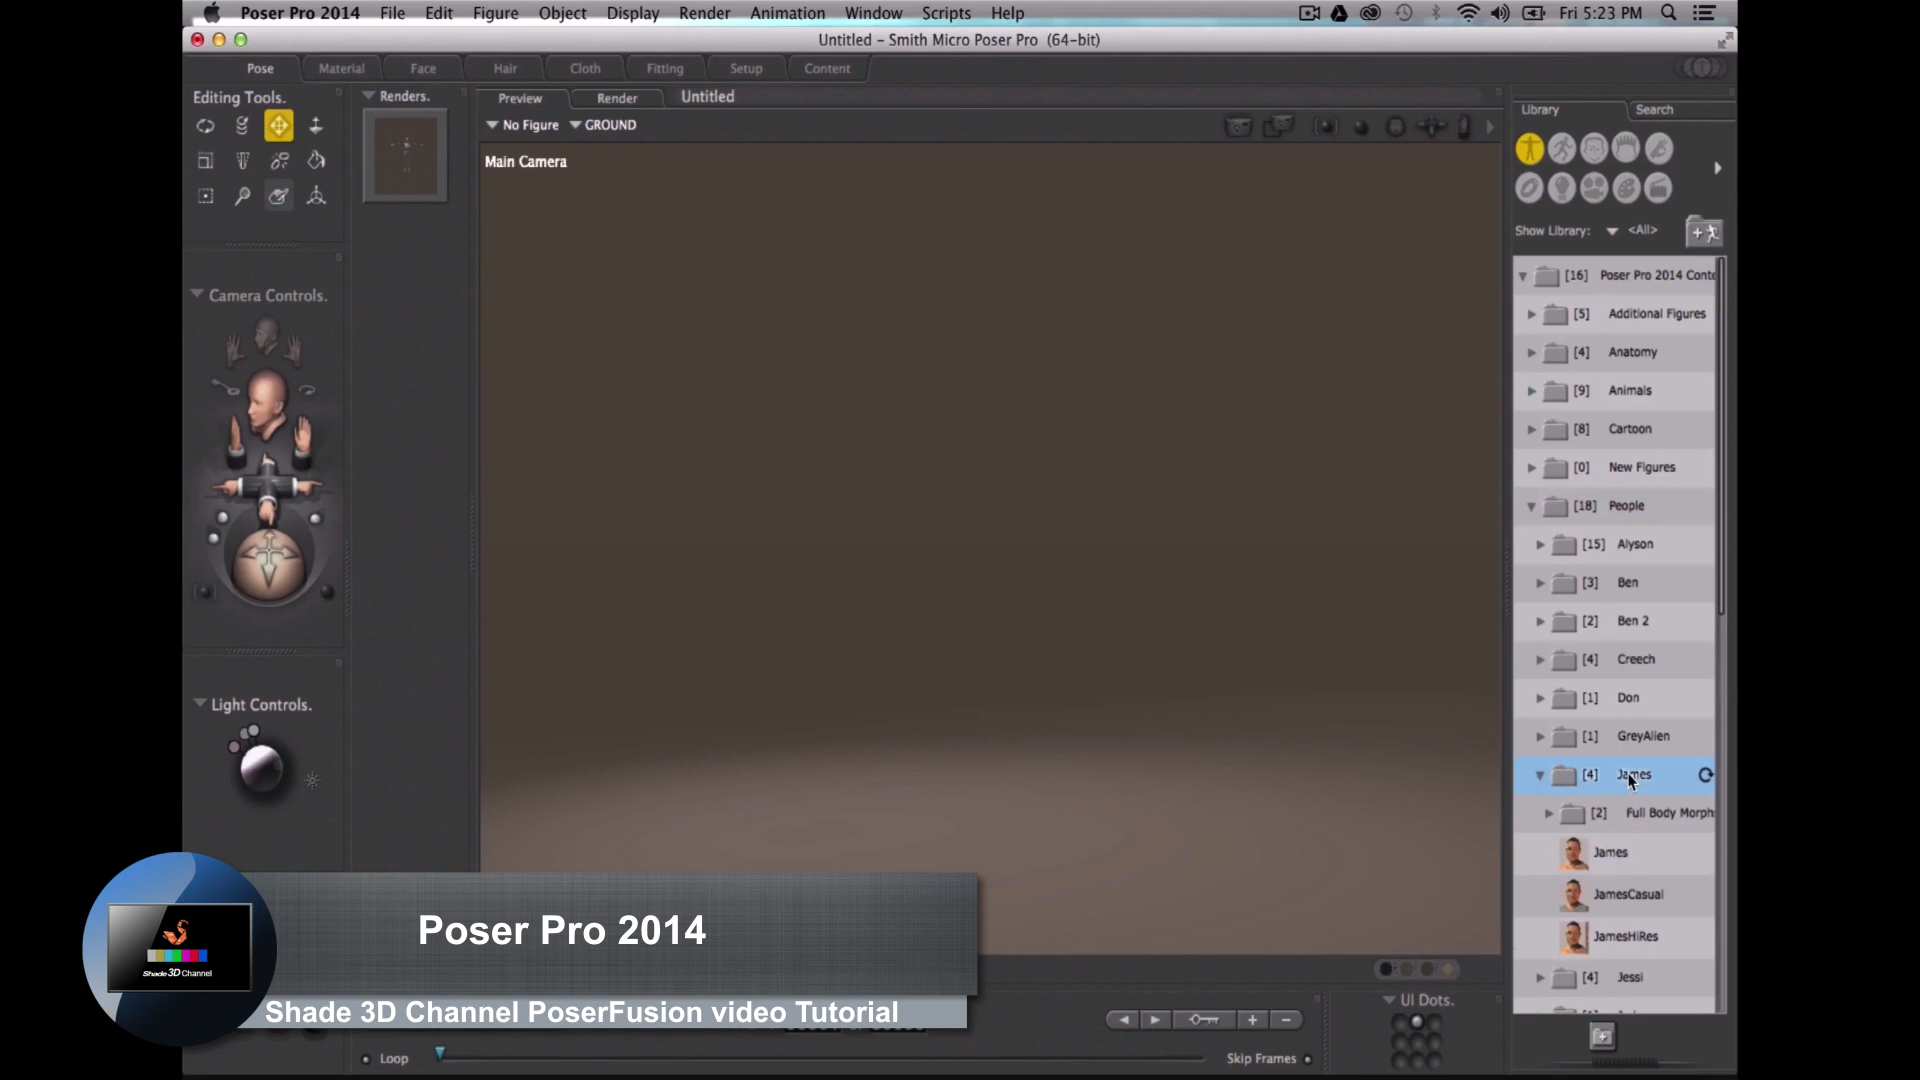 Poser Pro 2014 File Edit Figure Object Display Render Animation Window Scripts Help Fri 5:23 PM
Untitled – Smith Micro Poser Pro (64-bit)
Pose Material Face Hair Cloth Fitting Setup Content
Editing Tools.
Renders.
Preview Render Untitled
No Figure GROUND
Main Camera
Camera Controls.
Light Controls.
Library Search
Show Library: <All>
[16] Poser Pro 2014 Conte
[5] Additional Figures
[4] Anatomy
[9] Animals
[8] Cartoon
[0] New Figures
[18] People
[15] Alyson
[3] Ben
[2] Ben 2
[4] Creech
[1] Don
[1] GreyAlien
[4] James
[2] Full Body Morph
James
JamesCasual
JamesHiRes
[4] Jessi
Poser Pro 2014
Shade 3D Channel PoserFusion video Tutorial
Shade 3D Channel
UI Dots.
Loop
Skip Frames